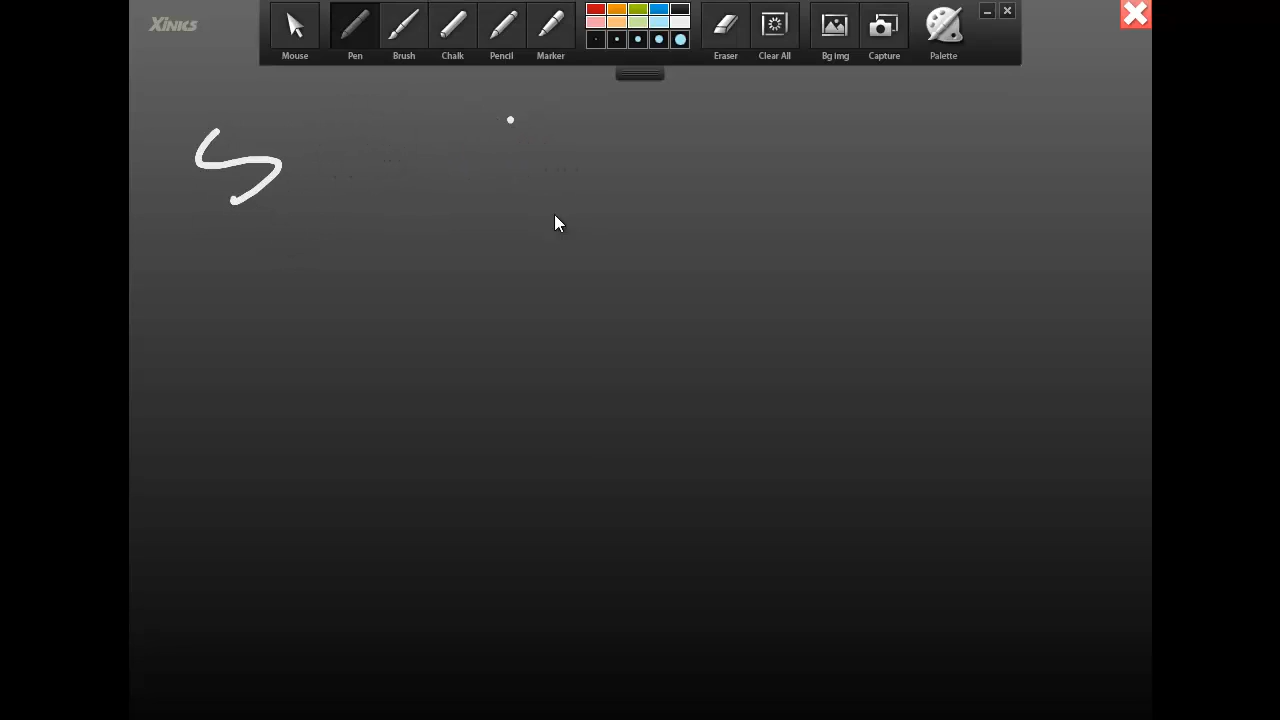 XINKS
Mouse Pen Brush Chalk Pencil Marker Eraser Clear All Bg img Capture Palette
S